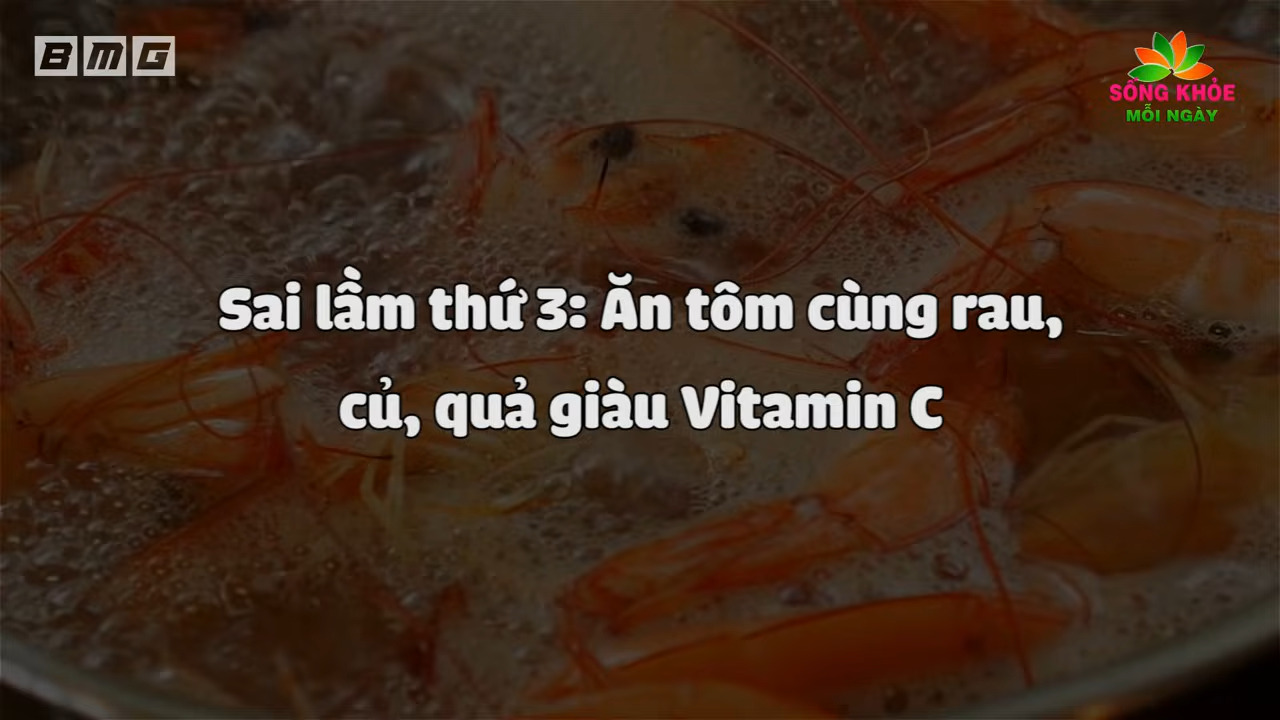 BMG
SỐNG KHỎE
MỖI NGÀY
Sai lầm thứ 3: Ăn tôm cùng rau,
củ, quả giàu Vitamin C